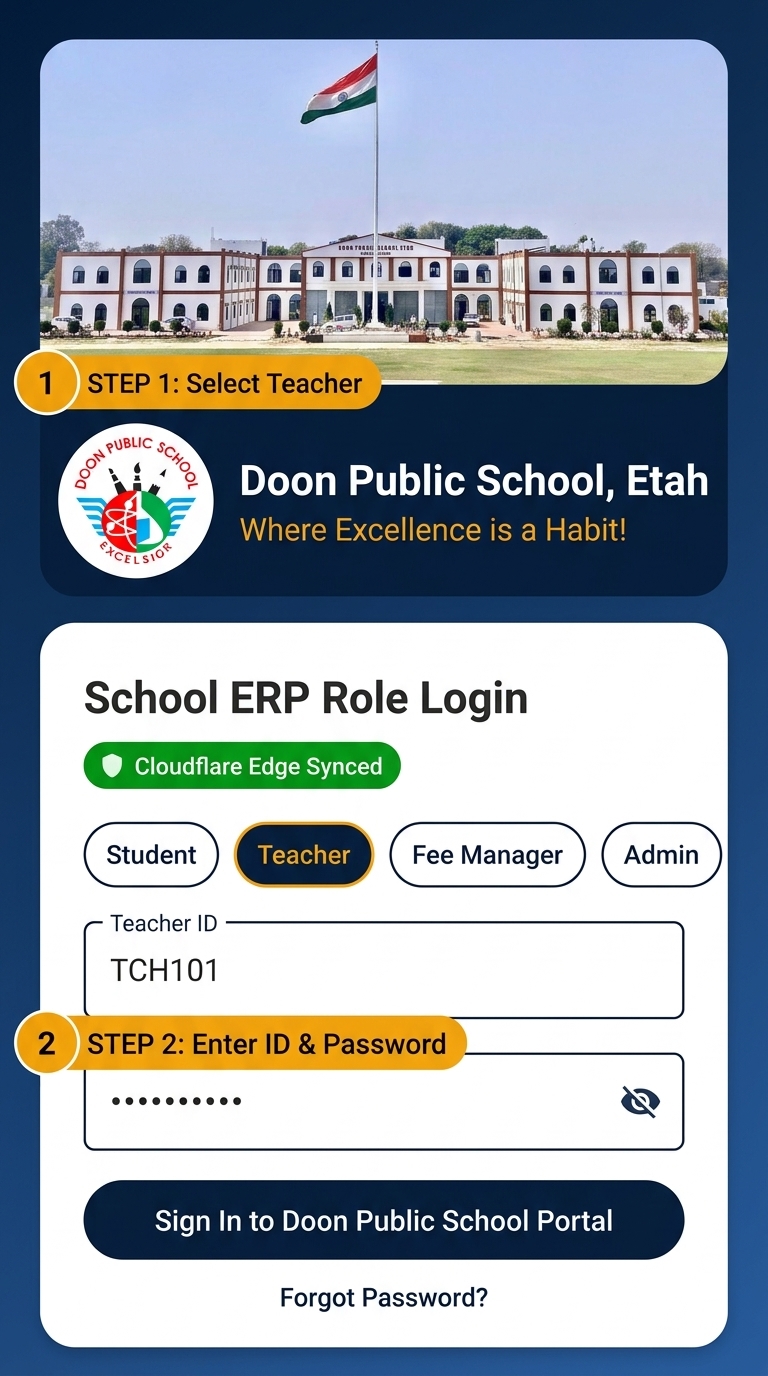 1 STEP 1: Select Teacher
DOON PUBLIC SCHOOL
EXCELSIOR
Doon Public School, Etah
Where Excellence is a Habit!
School ERP Role Login
Cloudflare Edge Synced
Student Teacher Fee Manager Admin
Teacher ID
TCH101
2 STEP 2: Enter ID & Password
••••••••••
Sign In to Doon Public School Portal
Forgot Password?